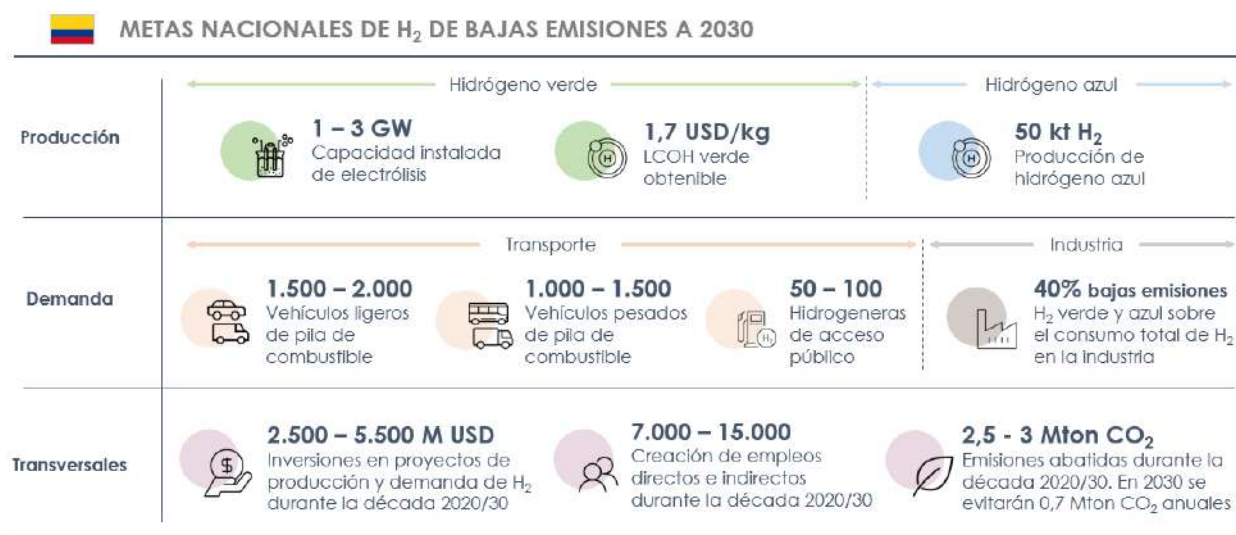 METAS NACIONALES DE H₂ DE BAJAS EMISIONES A 2030
Hidrógeno verde
Hidrógeno azul
Producción
1 – 3 GW
Capacidad instalada
de electrólisis
1,7 USD/kg
LCOH verde
obtenible
50 kt H₂
Producción de
hidrógeno azul
Transporte
Industria
Demanda
1.500 – 2.000
Vehículos ligeros
de pila de
combustible
1.000 – 1.500
Vehículos pesados
de pila de
combustible
50 – 100
Hidrogeneras
de acceso
público
40% bajas emisiones
H₂ verde y azul sobre
el consumo total de H₂
en la industria
Transversales
2.500 – 5.500 M USD
Inversiones en proyectos de
producción y demanda de H₂
durante la década 2020/30
7.000 – 15.000
Creación de empleos
directos e indirectos
durante la década 2020/30
2,5 - 3 Mton CO₂
Emisiones abatidas durante la
década 2020/30. En 2030 se
evitarán 0,7 Mton CO₂ anuales